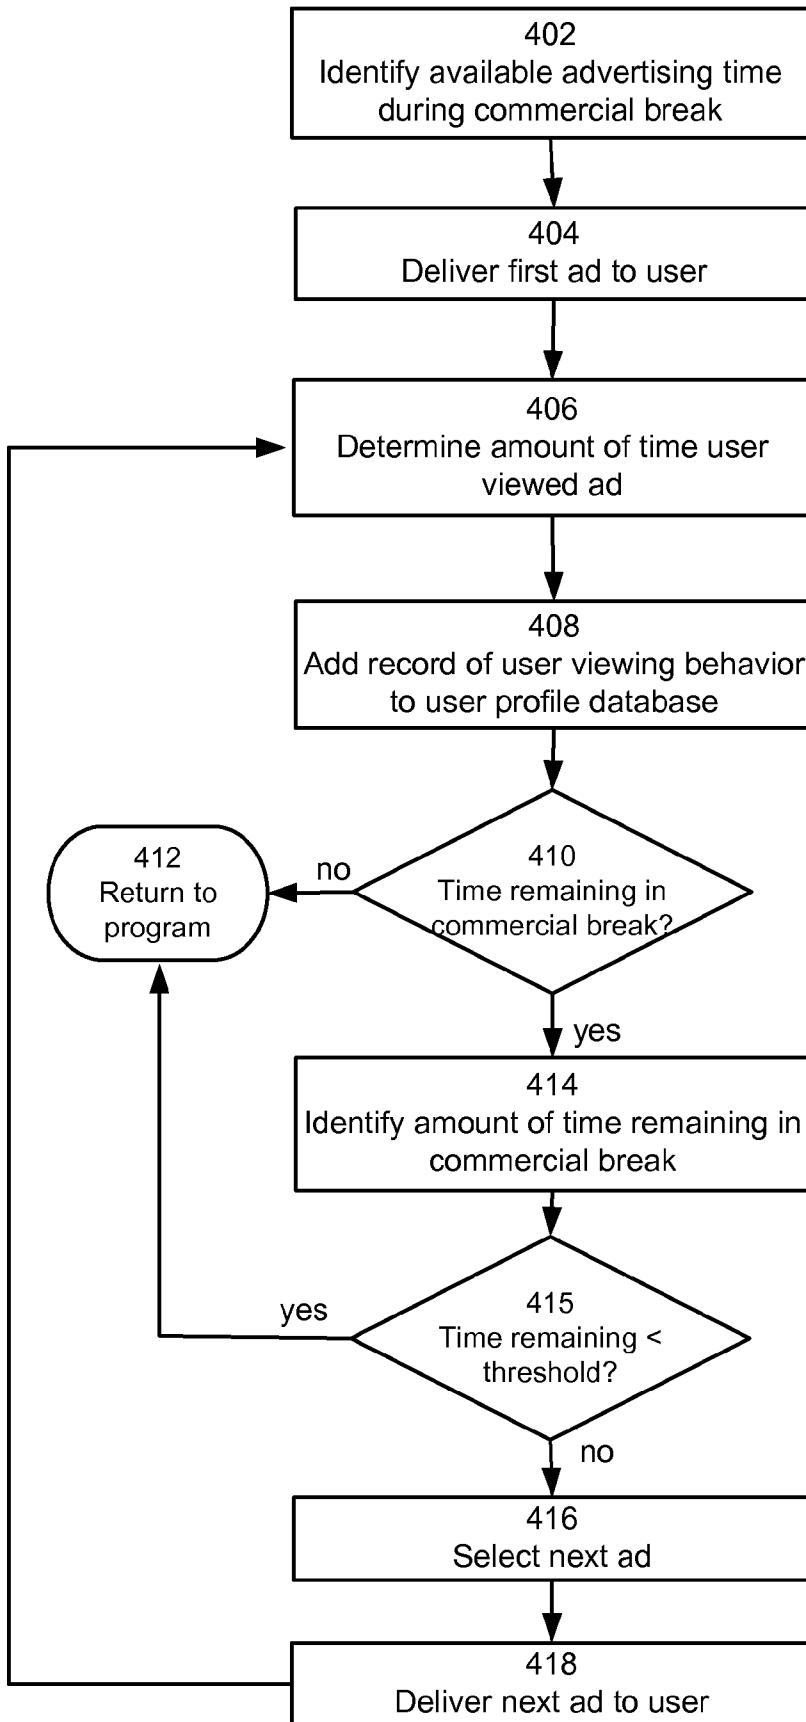 402
Identify available advertising time
during commercial break
404
Deliver first ad to user
406
Determine amount of time user
viewed ad
408
Add record of user viewing behavior
to user profile database
410
Time remaining in
commercial break?
no
412
Return to
program
yes
414
Identify amount of time remaining in
commercial break
415
Time remaining <
threshold?
yes
no
416
Select next ad
418
Deliver next ad to user